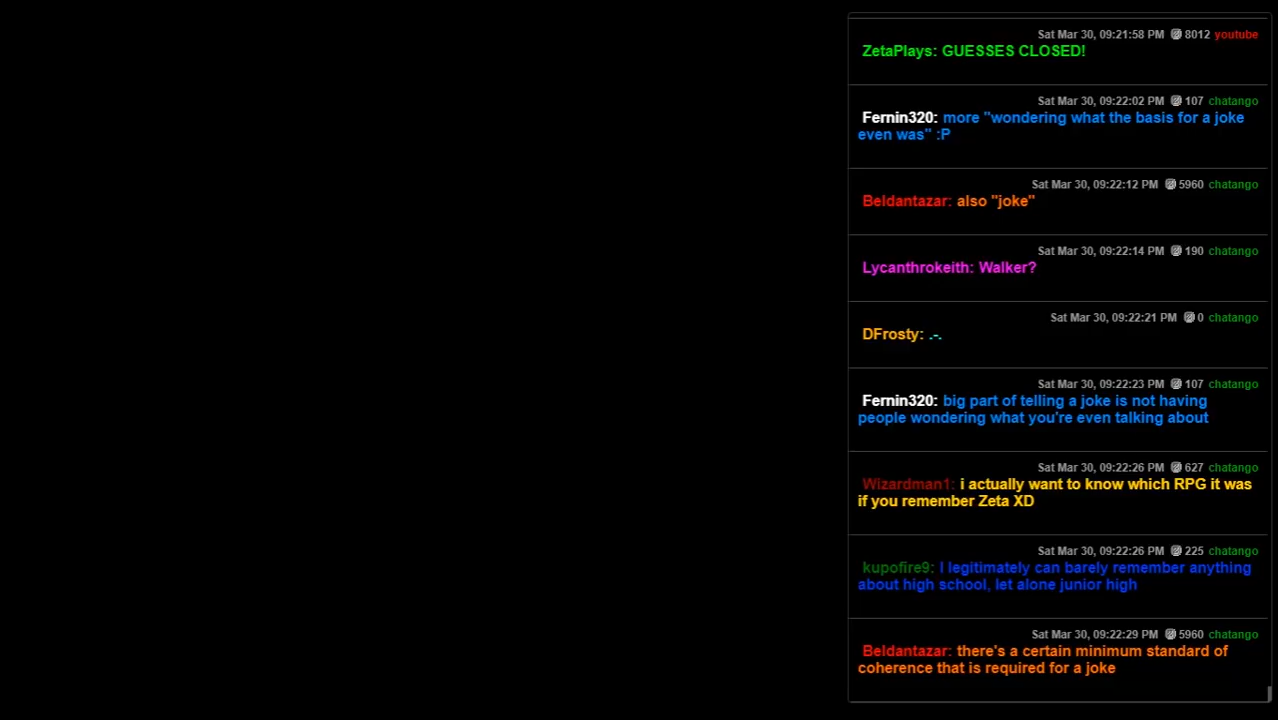 Sat Mar 30, 09:21:58 PM 8012 youtube
ZetaPlays: GUESSES CLOSED!
Sat Mar 30, 09:22:02 PM 107 chatango
Fernin320: more "wondering what the basis for a joke
even was" :P
Sat Mar 30, 09:22:12 PM 5960 chatango
Beldantazar: also "joke"
Sat Mar 30, 09:22:14 PM 190 chatango
Lycanthrokeith: Walker?
Sat Mar 30, 09:22:21 PM 0 chatango
DFrosty: .-.
Sat Mar 30, 09:22:23 PM 107 chatango
Fernin320: big part of telling a joke is not having
people wondering what you're even talking about
Sat Mar 30, 09:22:26 PM 627 chatango
Wizardman1: i actually want to know which RPG it was
if you remember Zeta XD
Sat Mar 30, 09:22:26 PM 225 chatango
kupofire9: I legitimately can barely remember anything
about high school, let alone junior high
Sat Mar 30, 09:22:29 PM 5960 chatango
Beldantazar: there's a certain minimum standard of
coherence that is required for a joke